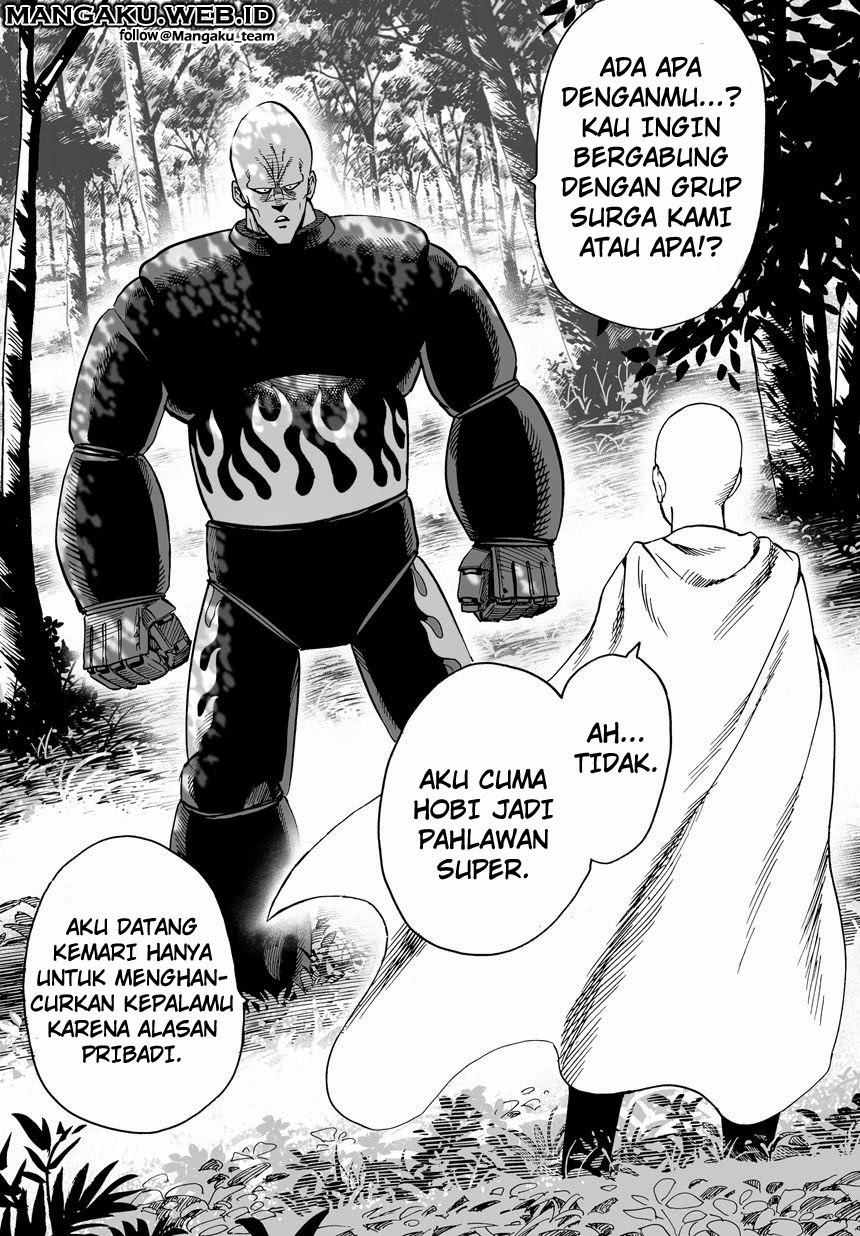 MANGAKU.WEB.ID
follow@Mangaku_team
ADA APA
DENGANMU...?
KAU INGIN
BERGABUNG
DENGAN GRUP
SURGA KAMI
ATAU APA!?
AH...
TIDAK.
AKU CUMA
HOBI JADI
PAHLAWAN
SUPER.
AKU DATANG
KEMARI HANYA
UNTUK MENGHAN-
CURKAN KEPALAMU
KARENA ALASAN
PRIBADI.